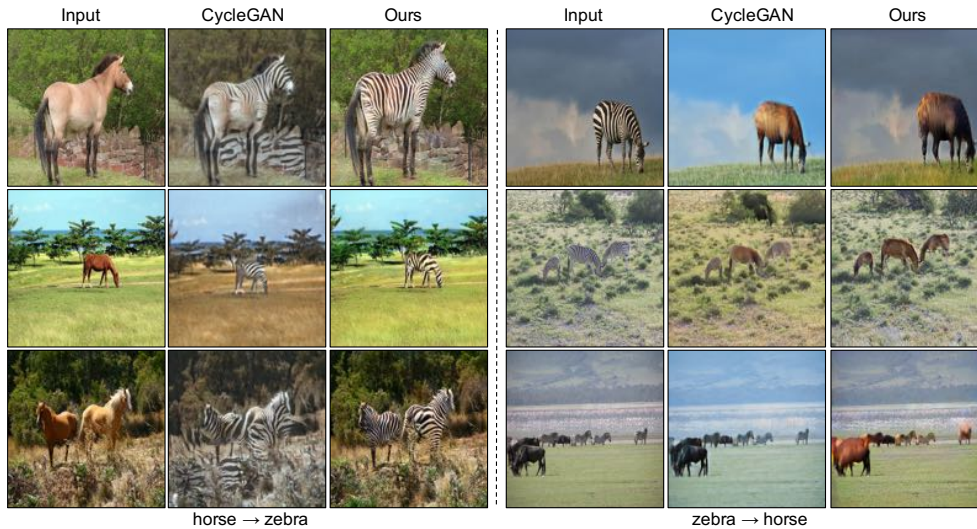 Input CycleGAN Ours Input CycleGAN Ours
horse → zebra zebra → horse